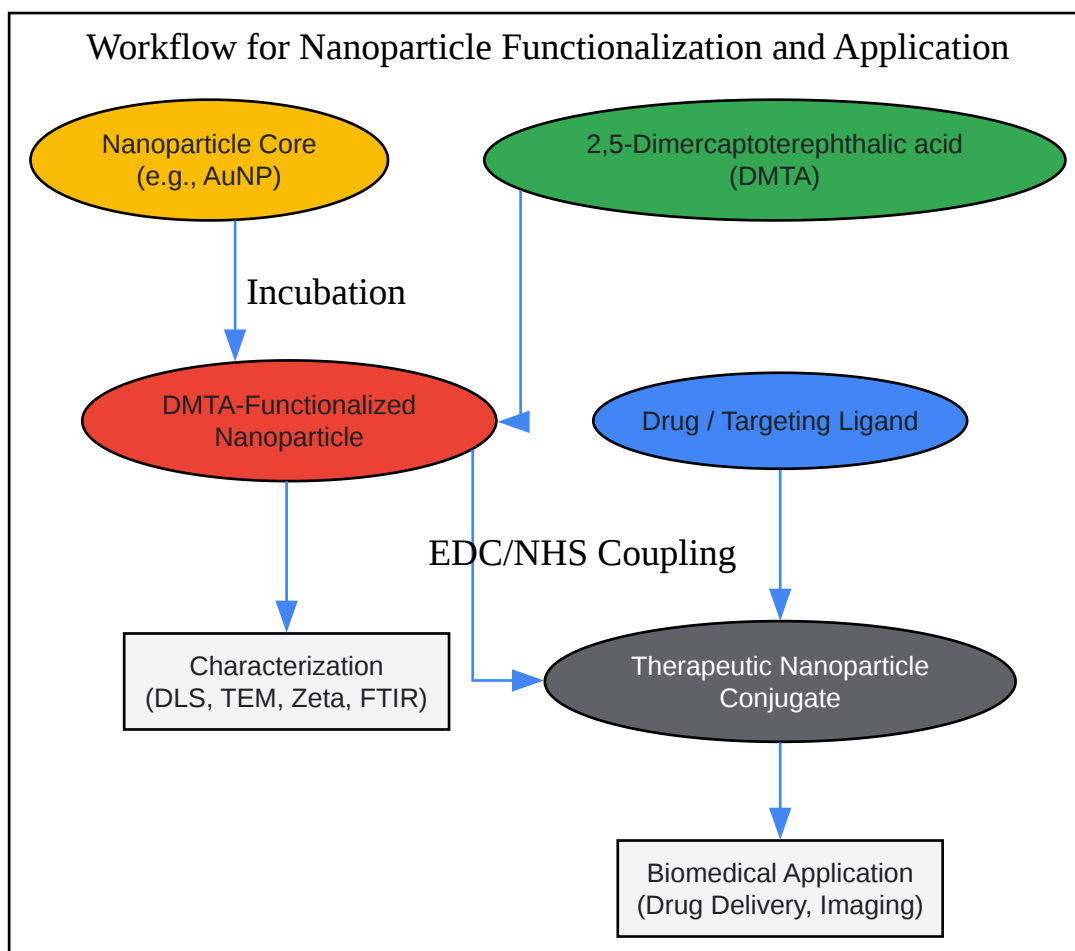 Workflow for Nanoparticle Functionalization and Application
Nanoparticle Core
(e.g., AuNP)
2,5-Dimercaptoterephthalic acid
(DMTA)
Incubation
DMTA-Functionalized
Nanoparticle
Drug / Targeting Ligand
EDC/NHS Coupling
Characterization
(DLS, TEM, Zeta, FTIR)
Therapeutic Nanoparticle
Conjugate
Biomedical Application
(Drug Delivery, Imaging)